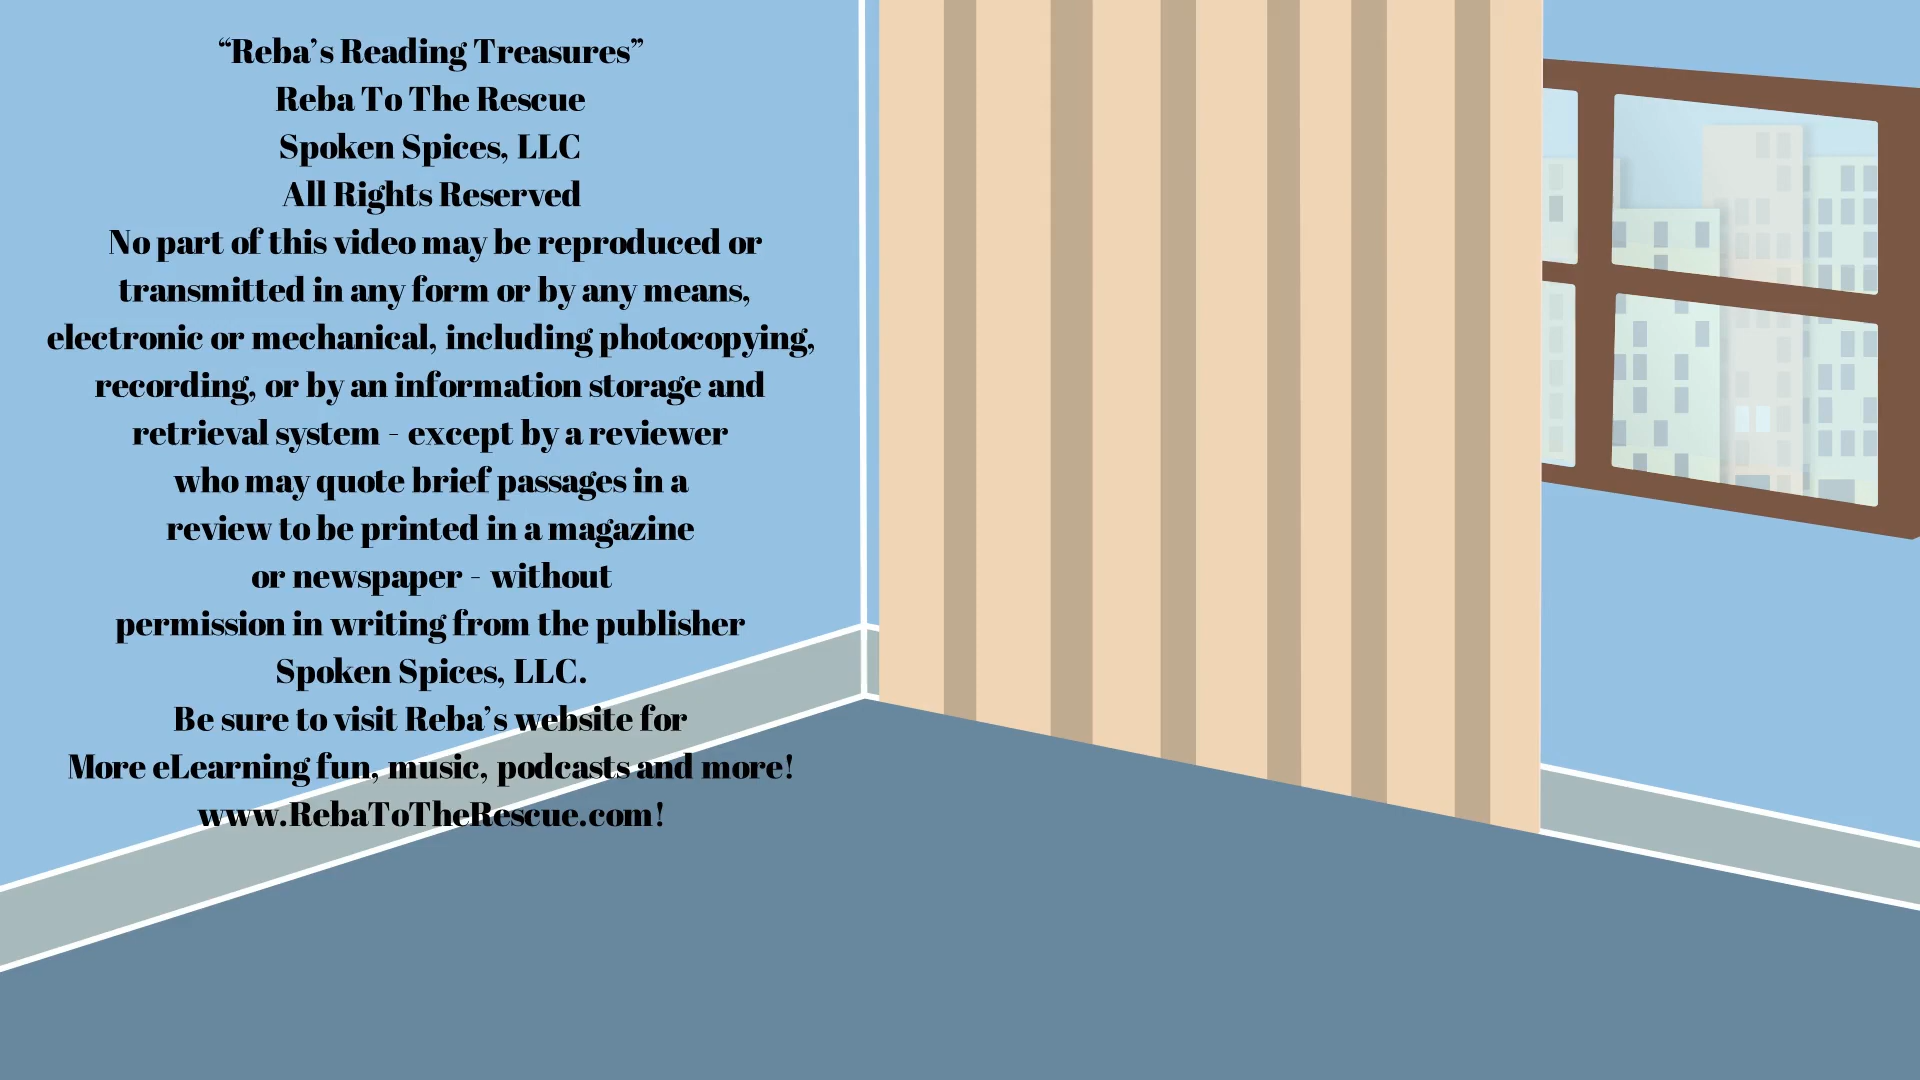 “Reba’s Reading Treasures”
Reba To The Rescue
Spoken Spices, LLC
All Rights Reserved
No part of this video may be reproduced or
transmitted in any form or by any means,
electronic or mechanical, including photocopying,
recording, or by an information storage and
retrieval system - except by a reviewer
who may quote brief passages in a
review to be printed in a magazine
or newspaper - without
permission in writing from the publisher
Spoken Spices, LLC.
Be sure to visit Reba’s website for
More eLearning fun, music, podcasts and more!
www.RebaToTheRescue.com!